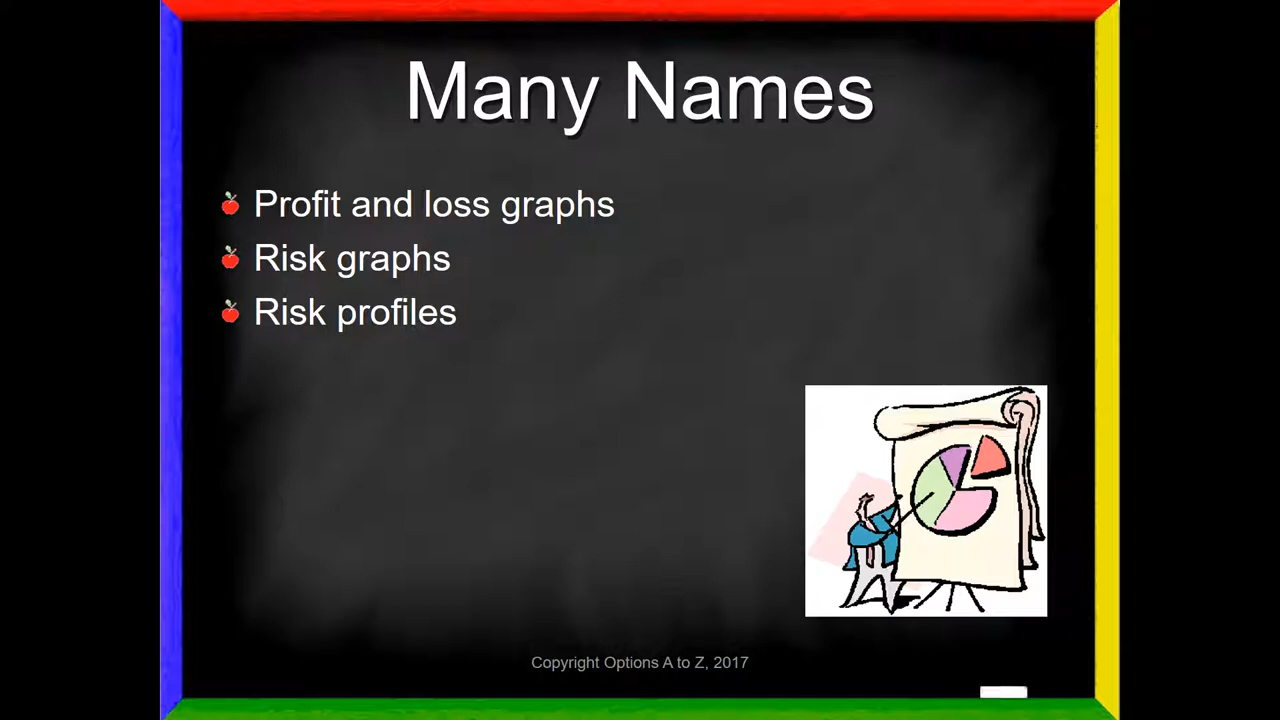 Many Names
Profit and loss graphs
Risk graphs
Risk profiles
Copyright Options A to Z, 2017